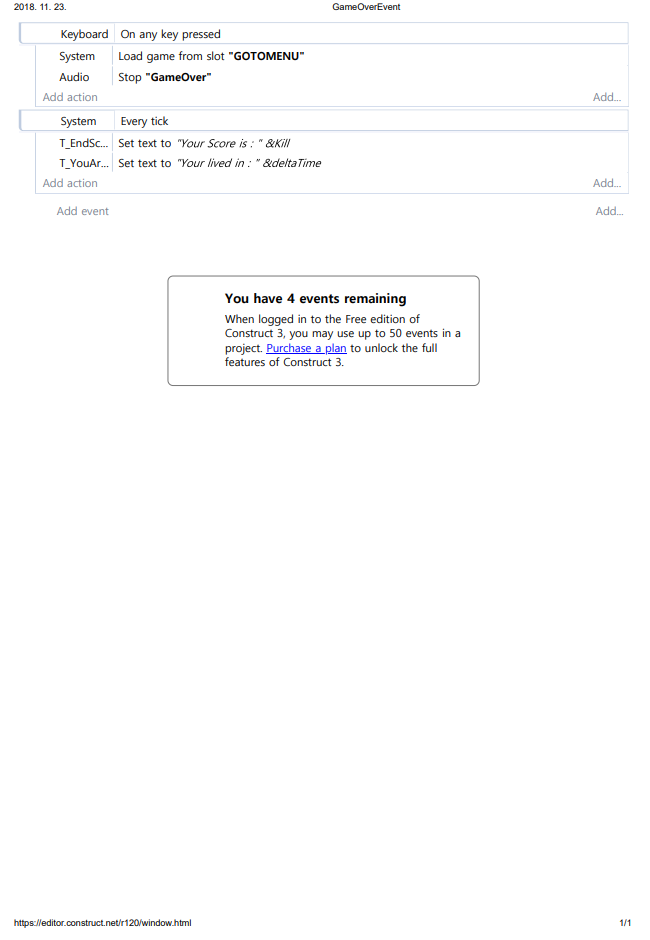 2018. 11. 23.
GameOverEvent
Keyboard On any key pressed
System Load game from slot "GOTOMENU"
Audio Stop "GameOver"
Add action Add...
System Every tick
T_EndSc... Set text to "Your Score is : " &Kill
T_YouAr... Set text to "Your lived in : " &deltaTime
Add action Add...
Add event Add...
You have 4 events remaining
When logged in to the Free edition of
Construct 3, you may use up to 50 events in a
project. Purchase a plan to unlock the full
features of Construct 3.
https://editor.construct.net/r120/window.html
1/1